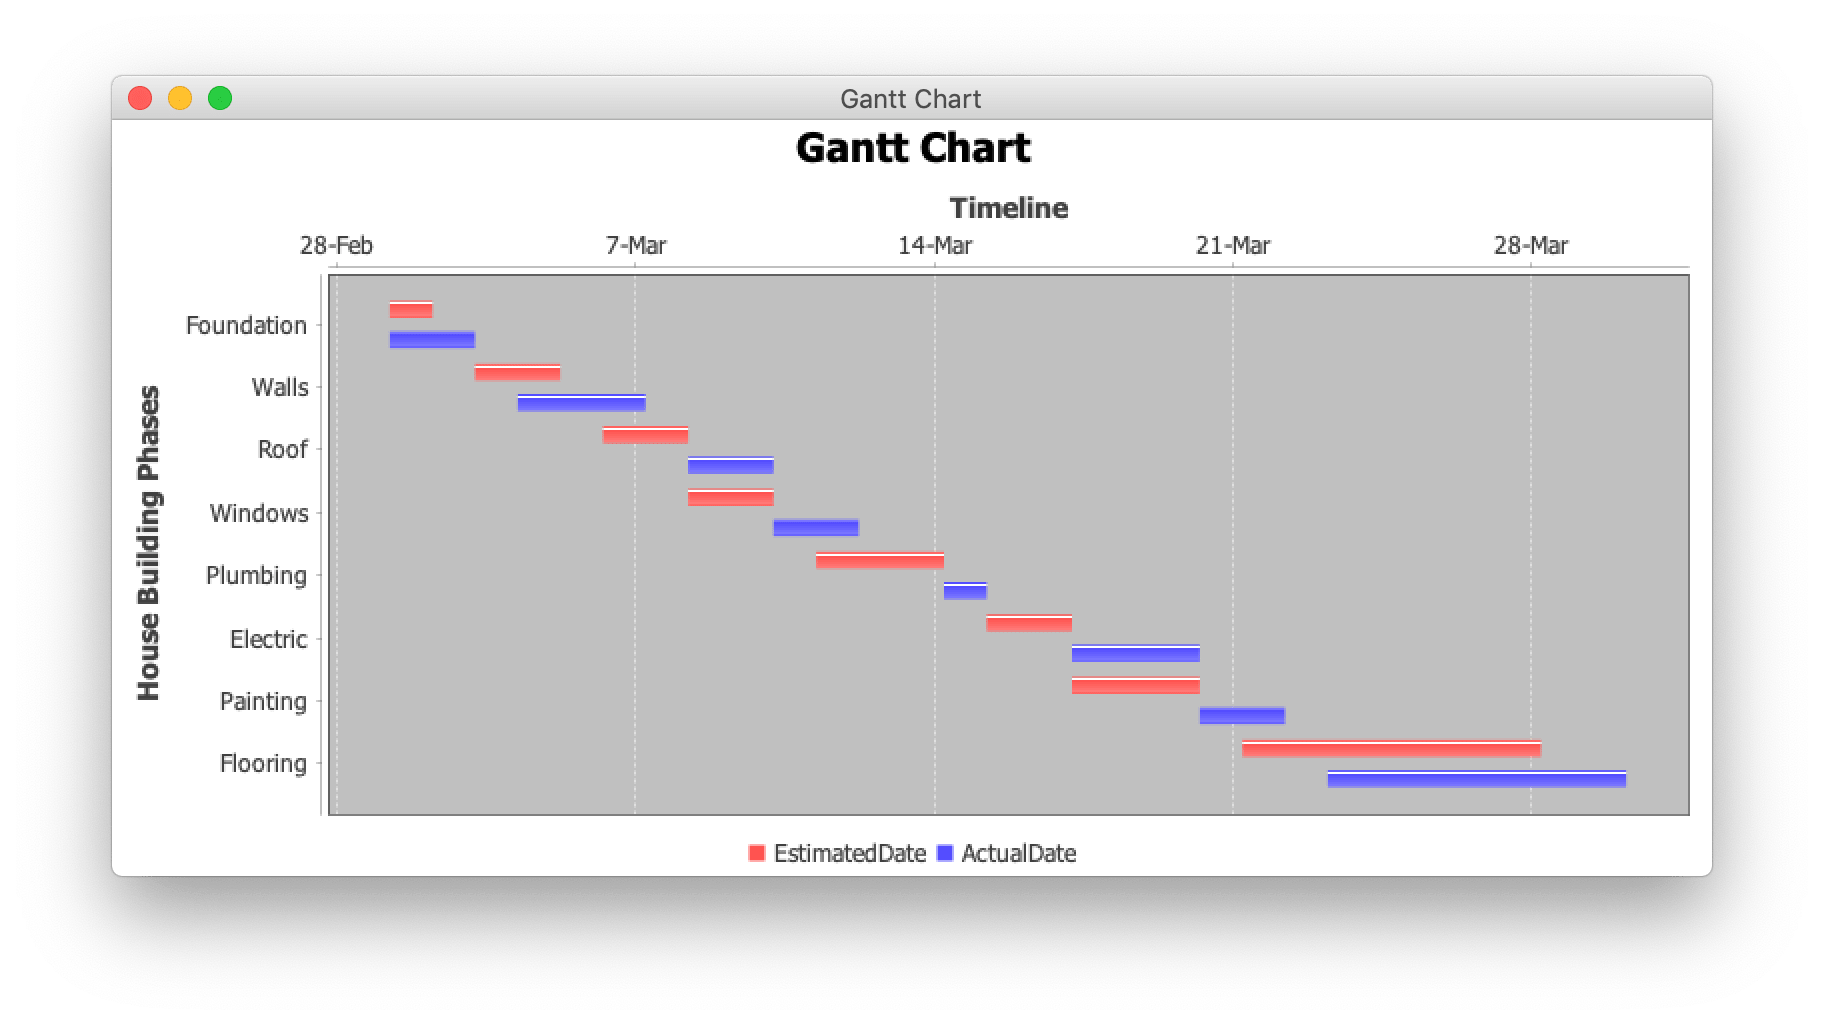 Gantt Chart
Gantt Chart
Timeline
28-Feb 7-Mar 14-Mar 21-Mar 28-Mar
House Building Phases
Foundation
Walls
Roof
Windows
Plumbing
Electric
Painting
Flooring
EstimatedDate ActualDate